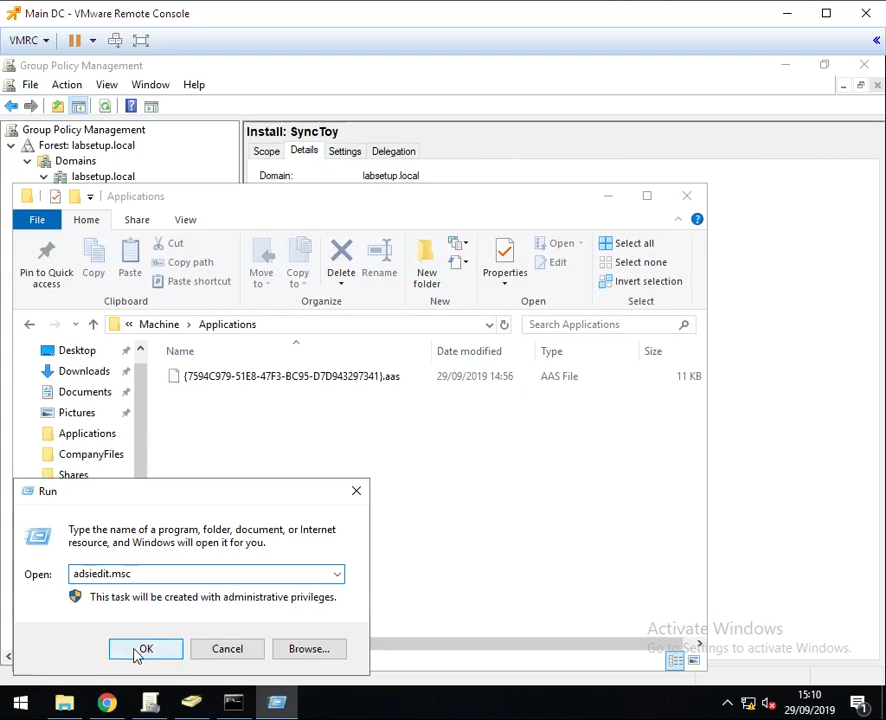 Main DC - VMware Remote Console
VMRC
Group Policy Management
File Action View Window Help
Group Policy Management
Forest: labsetup.local
Domains
labsetup.local
Install: SyncToy
Scope Details Settings Delegation
Domain: labsetup.local
Applications
File Home Share View
Pin to Quick access
Copy
Paste
Cut
Copy path
Paste shortcut
Clipboard
Move to
Copy to
Delete
Rename
Organize
New folder
New
Properties
Open
Edit
Open
Select all
Select none
Invert selection
Select
« Machine > Applications
Search Applications
Name Date modified Type Size
{7594C979-51E8-47F3-BC95-D7D943297341}.aas 29/09/2019 14:56 AAS File 11 KB
Desktop
Downloads
Documents
Pictures
Applications
CompanyFiles
Shares
Run
Type the name of a program, folder, document, or Internet
resource, and Windows will open it for you.
Open: adsiedit.msc
This task will be created with administrative privileges.
OK Cancel Browse...
Activate Windows
Go to Settings to activate Windows.
15:10
29/09/2019
1